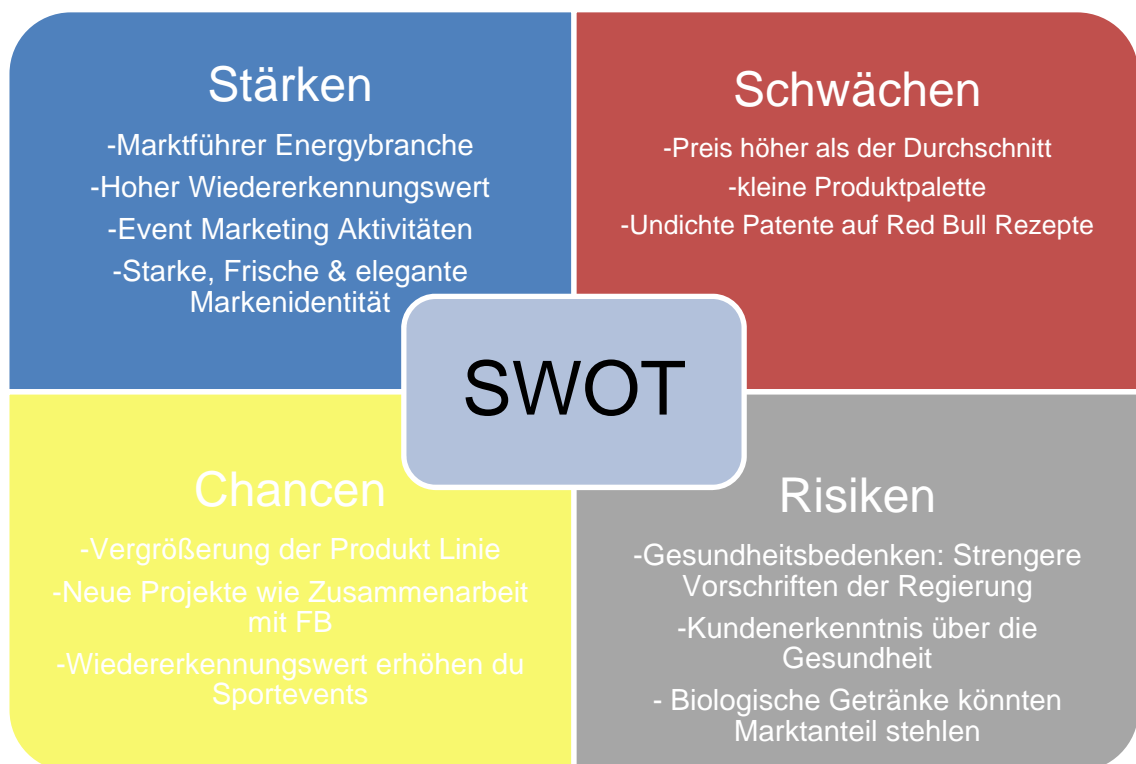 Stärken
-Marktführer Energybranche
-Hoher Wiedererkennungswert
-Event Marketing Aktivitäten
-Starke, Frische & elegante
Markenidentität
Schwächen
-Preis höher als der Durchschnitt
-kleine Produktpalette
-Undichte Patente auf Red Bull Rezepte
SWOT
Chancen
-Vergrößerung der Produkt Linie
-Neue Projekte wie Zusammenarbeit
mit FB
-Wiedererkennungswert erhöhen du
Sportevents
Risiken
-Gesundheitsbedenken: Strengere
Vorschriften der Regierung
-Kundenerkenntnis über die
Gesundheit
- Biologische Getränke könnten
Marktanteil stehlen